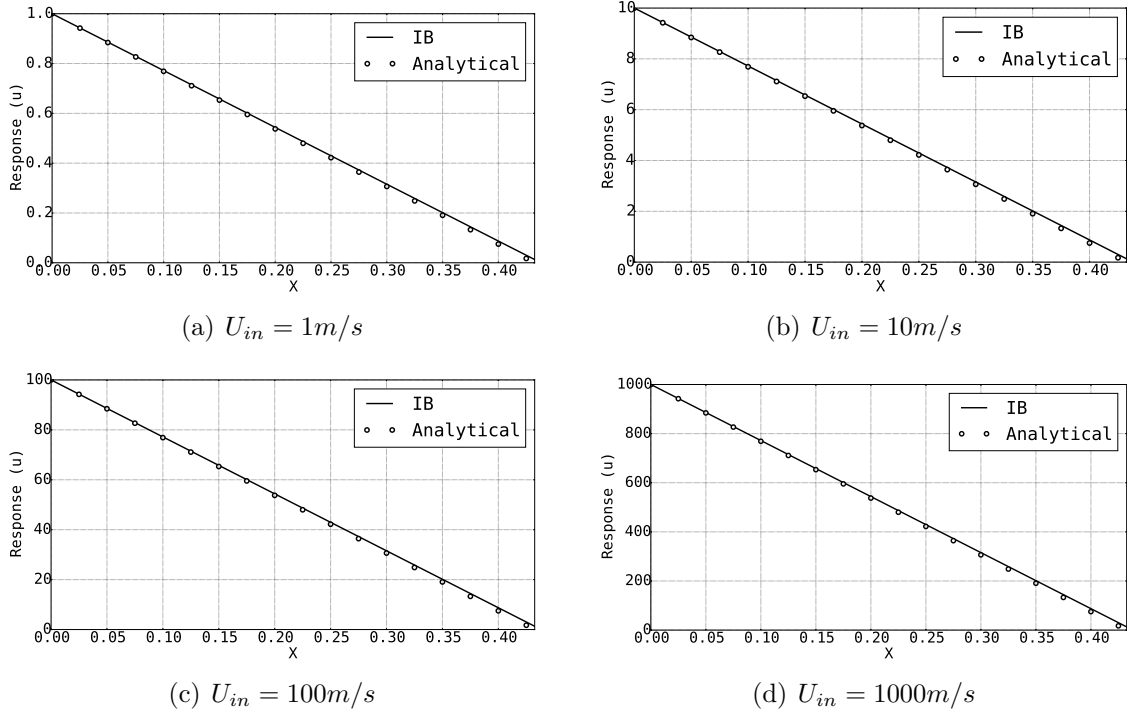 1.0
0.8
0.6
0.4
0.2
0.0
Response (u)
IB
Analytical
0.00 0.05 0.10 0.15 0.20 0.25 0.30 0.35 0.40
X
(a) U_in = 1m/s
10
8
6
4
2
0
Response (u)
IB
Analytical
0.00 0.05 0.10 0.15 0.20 0.25 0.30 0.35 0.40
X
(b) U_in = 10m/s
100
80
60
40
20
0
Response (u)
IB
Analytical
0.00 0.05 0.10 0.15 0.20 0.25 0.30 0.35 0.40
X
(c) U_in = 100m/s
1000
800
600
400
200
0
Response (u)
IB
Analytical
0.00 0.05 0.10 0.15 0.20 0.25 0.30 0.35 0.40
X
(d) U_in = 1000m/s